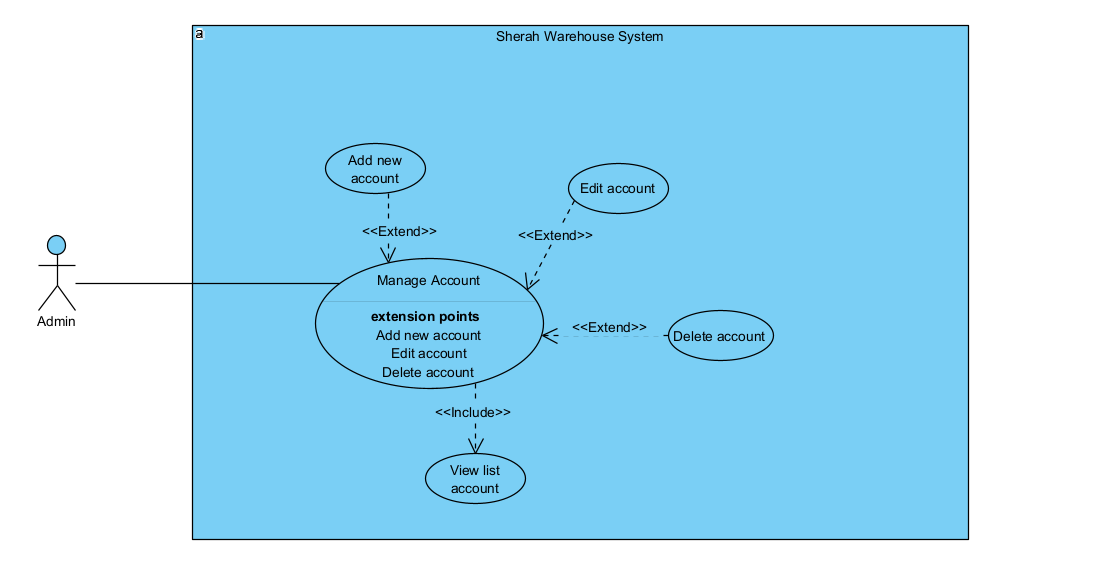 a
Sherah Warehouse System
Add new
account
Edit account
<<Extend>>
<<Extend>>
Admin
Manage Account
extension points
Add new account
Edit account
Delete account
<<Extend>>
Delete account
<<Include>>
View list
account